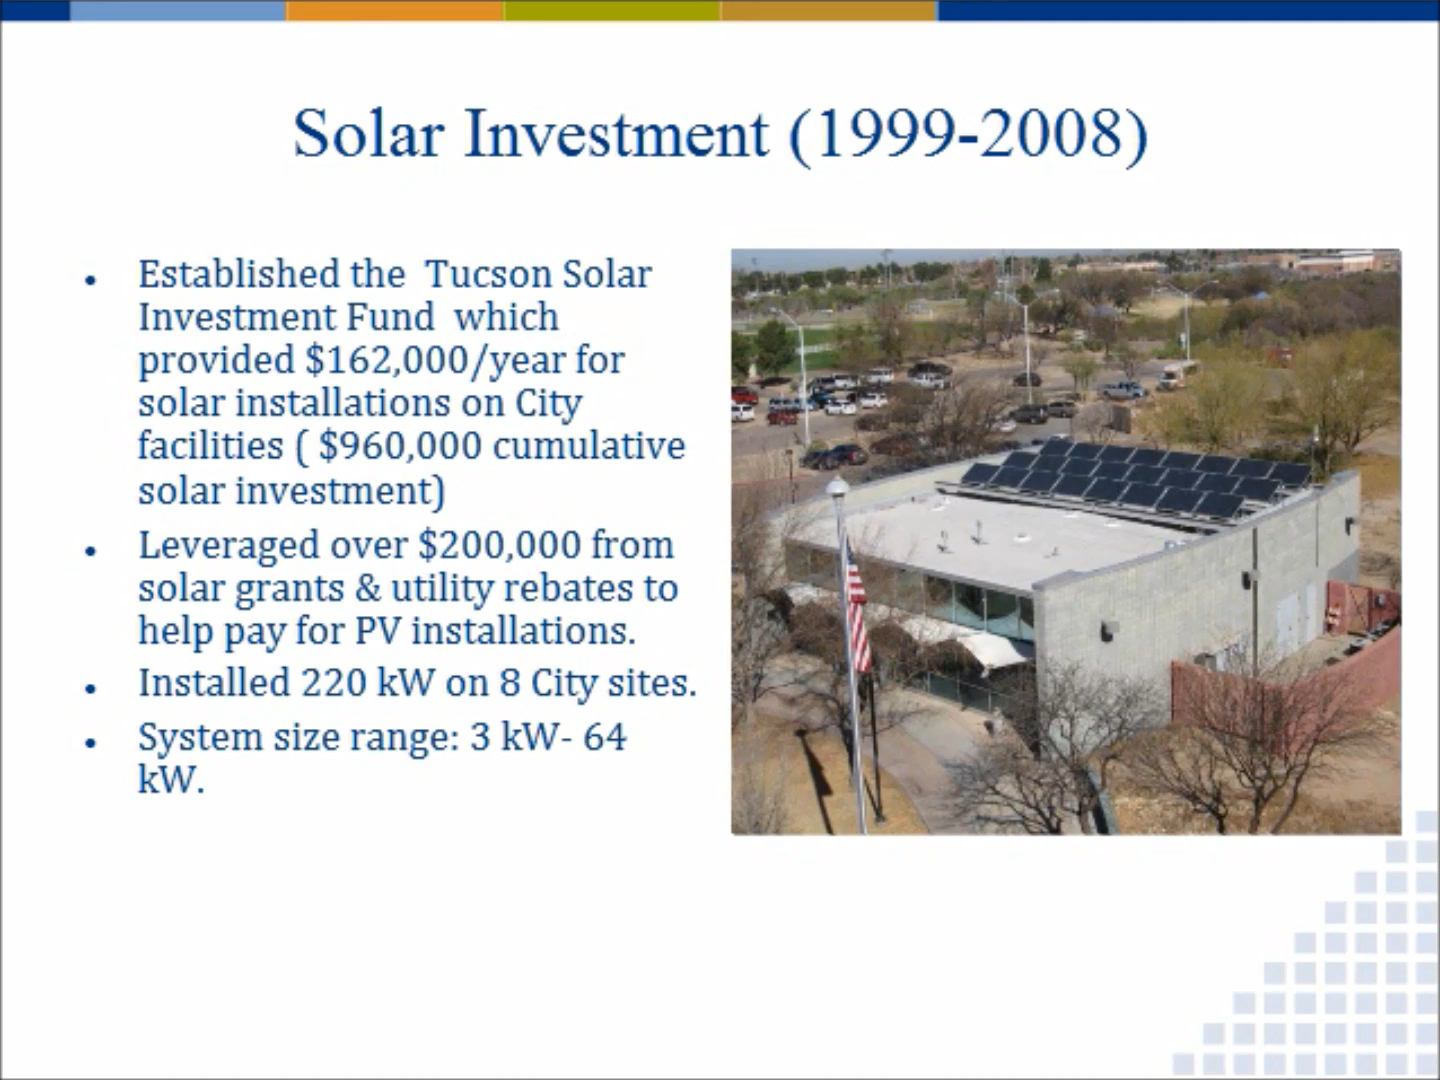 Solar Investment (1999-2008)
• Established the  Tucson Solar
Investment Fund  which
provided $162,000/year for
solar installations on City
facilities ( $960,000 cumulative
solar investment)
• Leveraged over $200,000 from
solar grants & utility rebates to
help pay for PV installations.
• Installed 220 kW on 8 City sites.
• System size range: 3 kW- 64
kW.